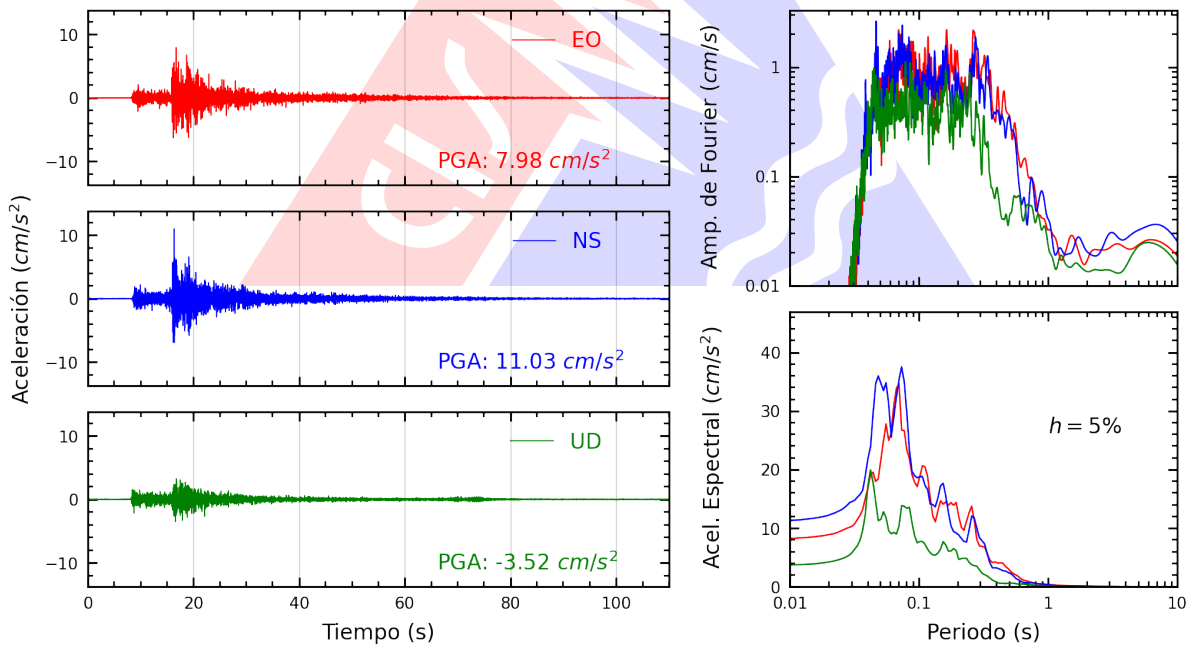 Aceleración (cm/s²)
10
0
−10
EO
PGA: 7.98 cm/s²
10
0
−10
NS
PGA: 11.03 cm/s²
10
0
−10
UD
PGA: -3.52 cm/s²
0 20 40 60 80 100
Tiempo (s)
Amp. de Fourier (cm/s)
1
0.1
0.01
Acel. Espectral (cm/s²)
40
30
20
10
0
h = 5%
0.01 0.1 1 10
Periodo (s)